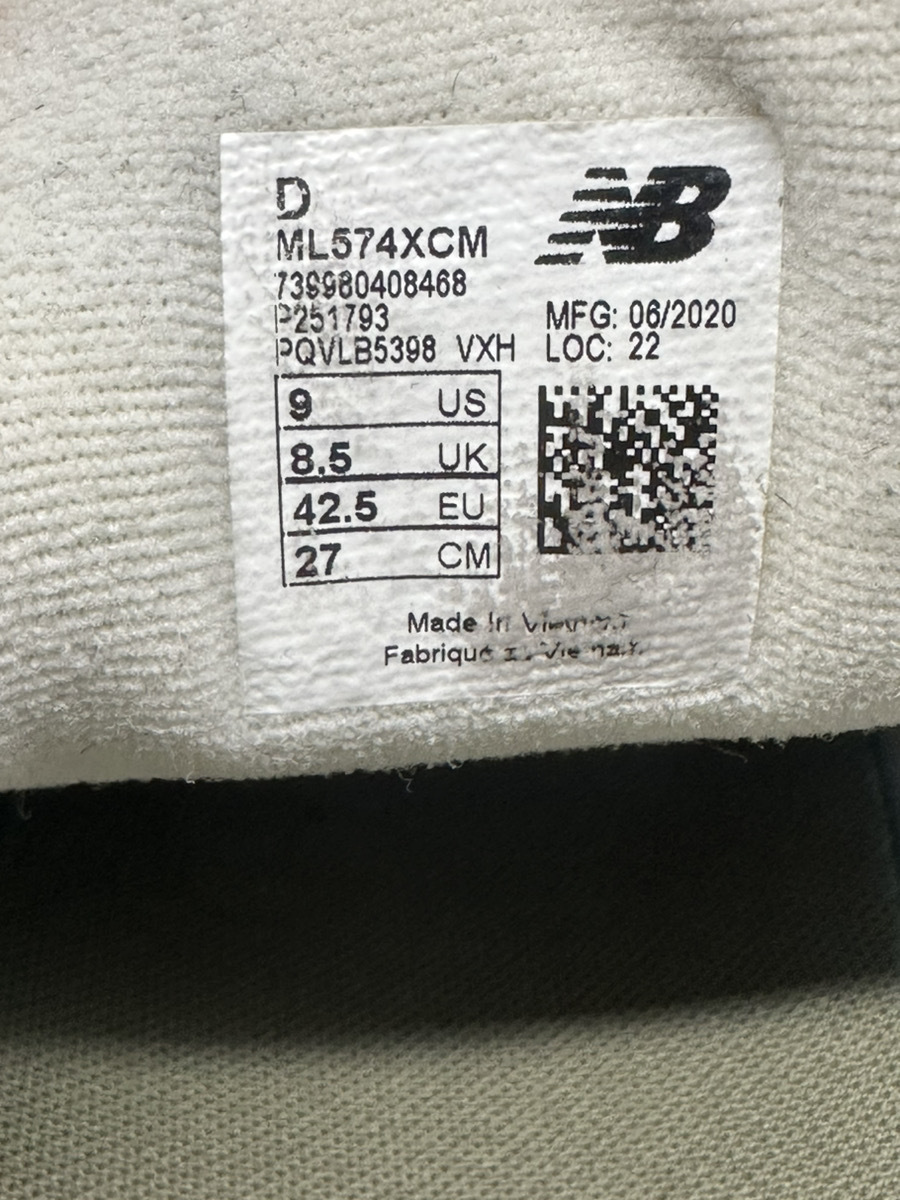 D
NB
ML574XCM
739980408468
P251793
PQVLB5398 VXH
MFG: 06/2020
LOC: 22
9 US
8.5 UK
42.5 EU
27 CM
Made In